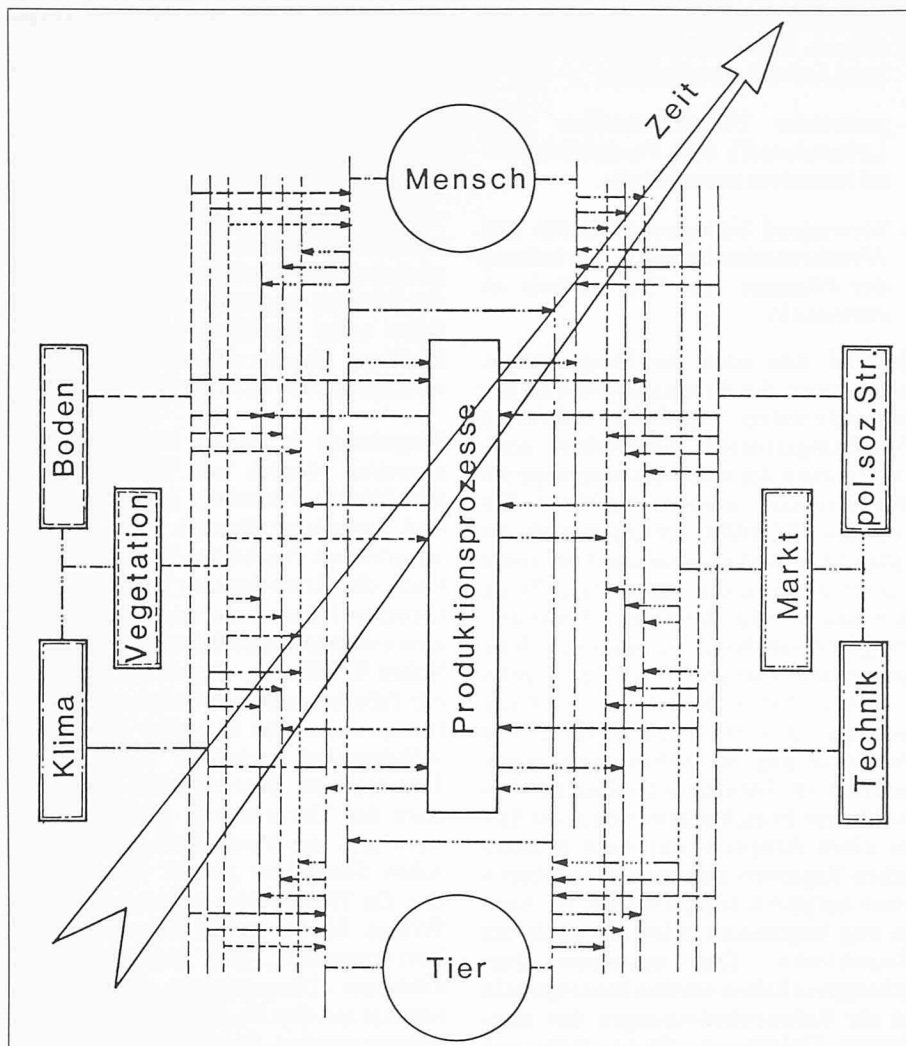 Zeit
Mensch
Boden
Vegetation
Klima
Produktionsprozesse
pol.soz.Str.
Markt
Technik
Tier